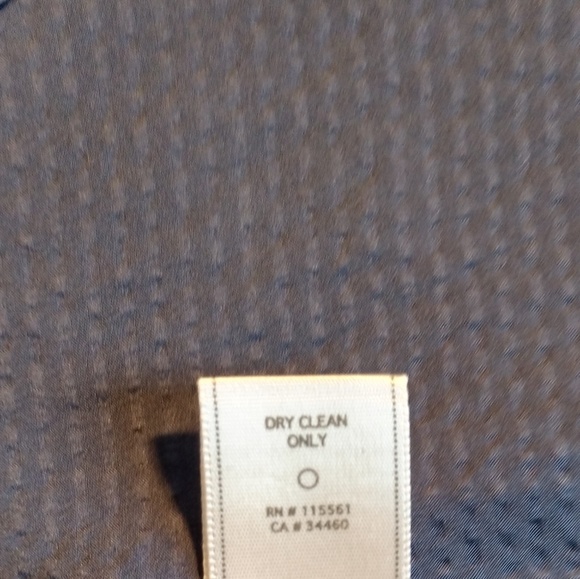 DRY CLEAN
ONLY
RN # 115561
CA # 34460